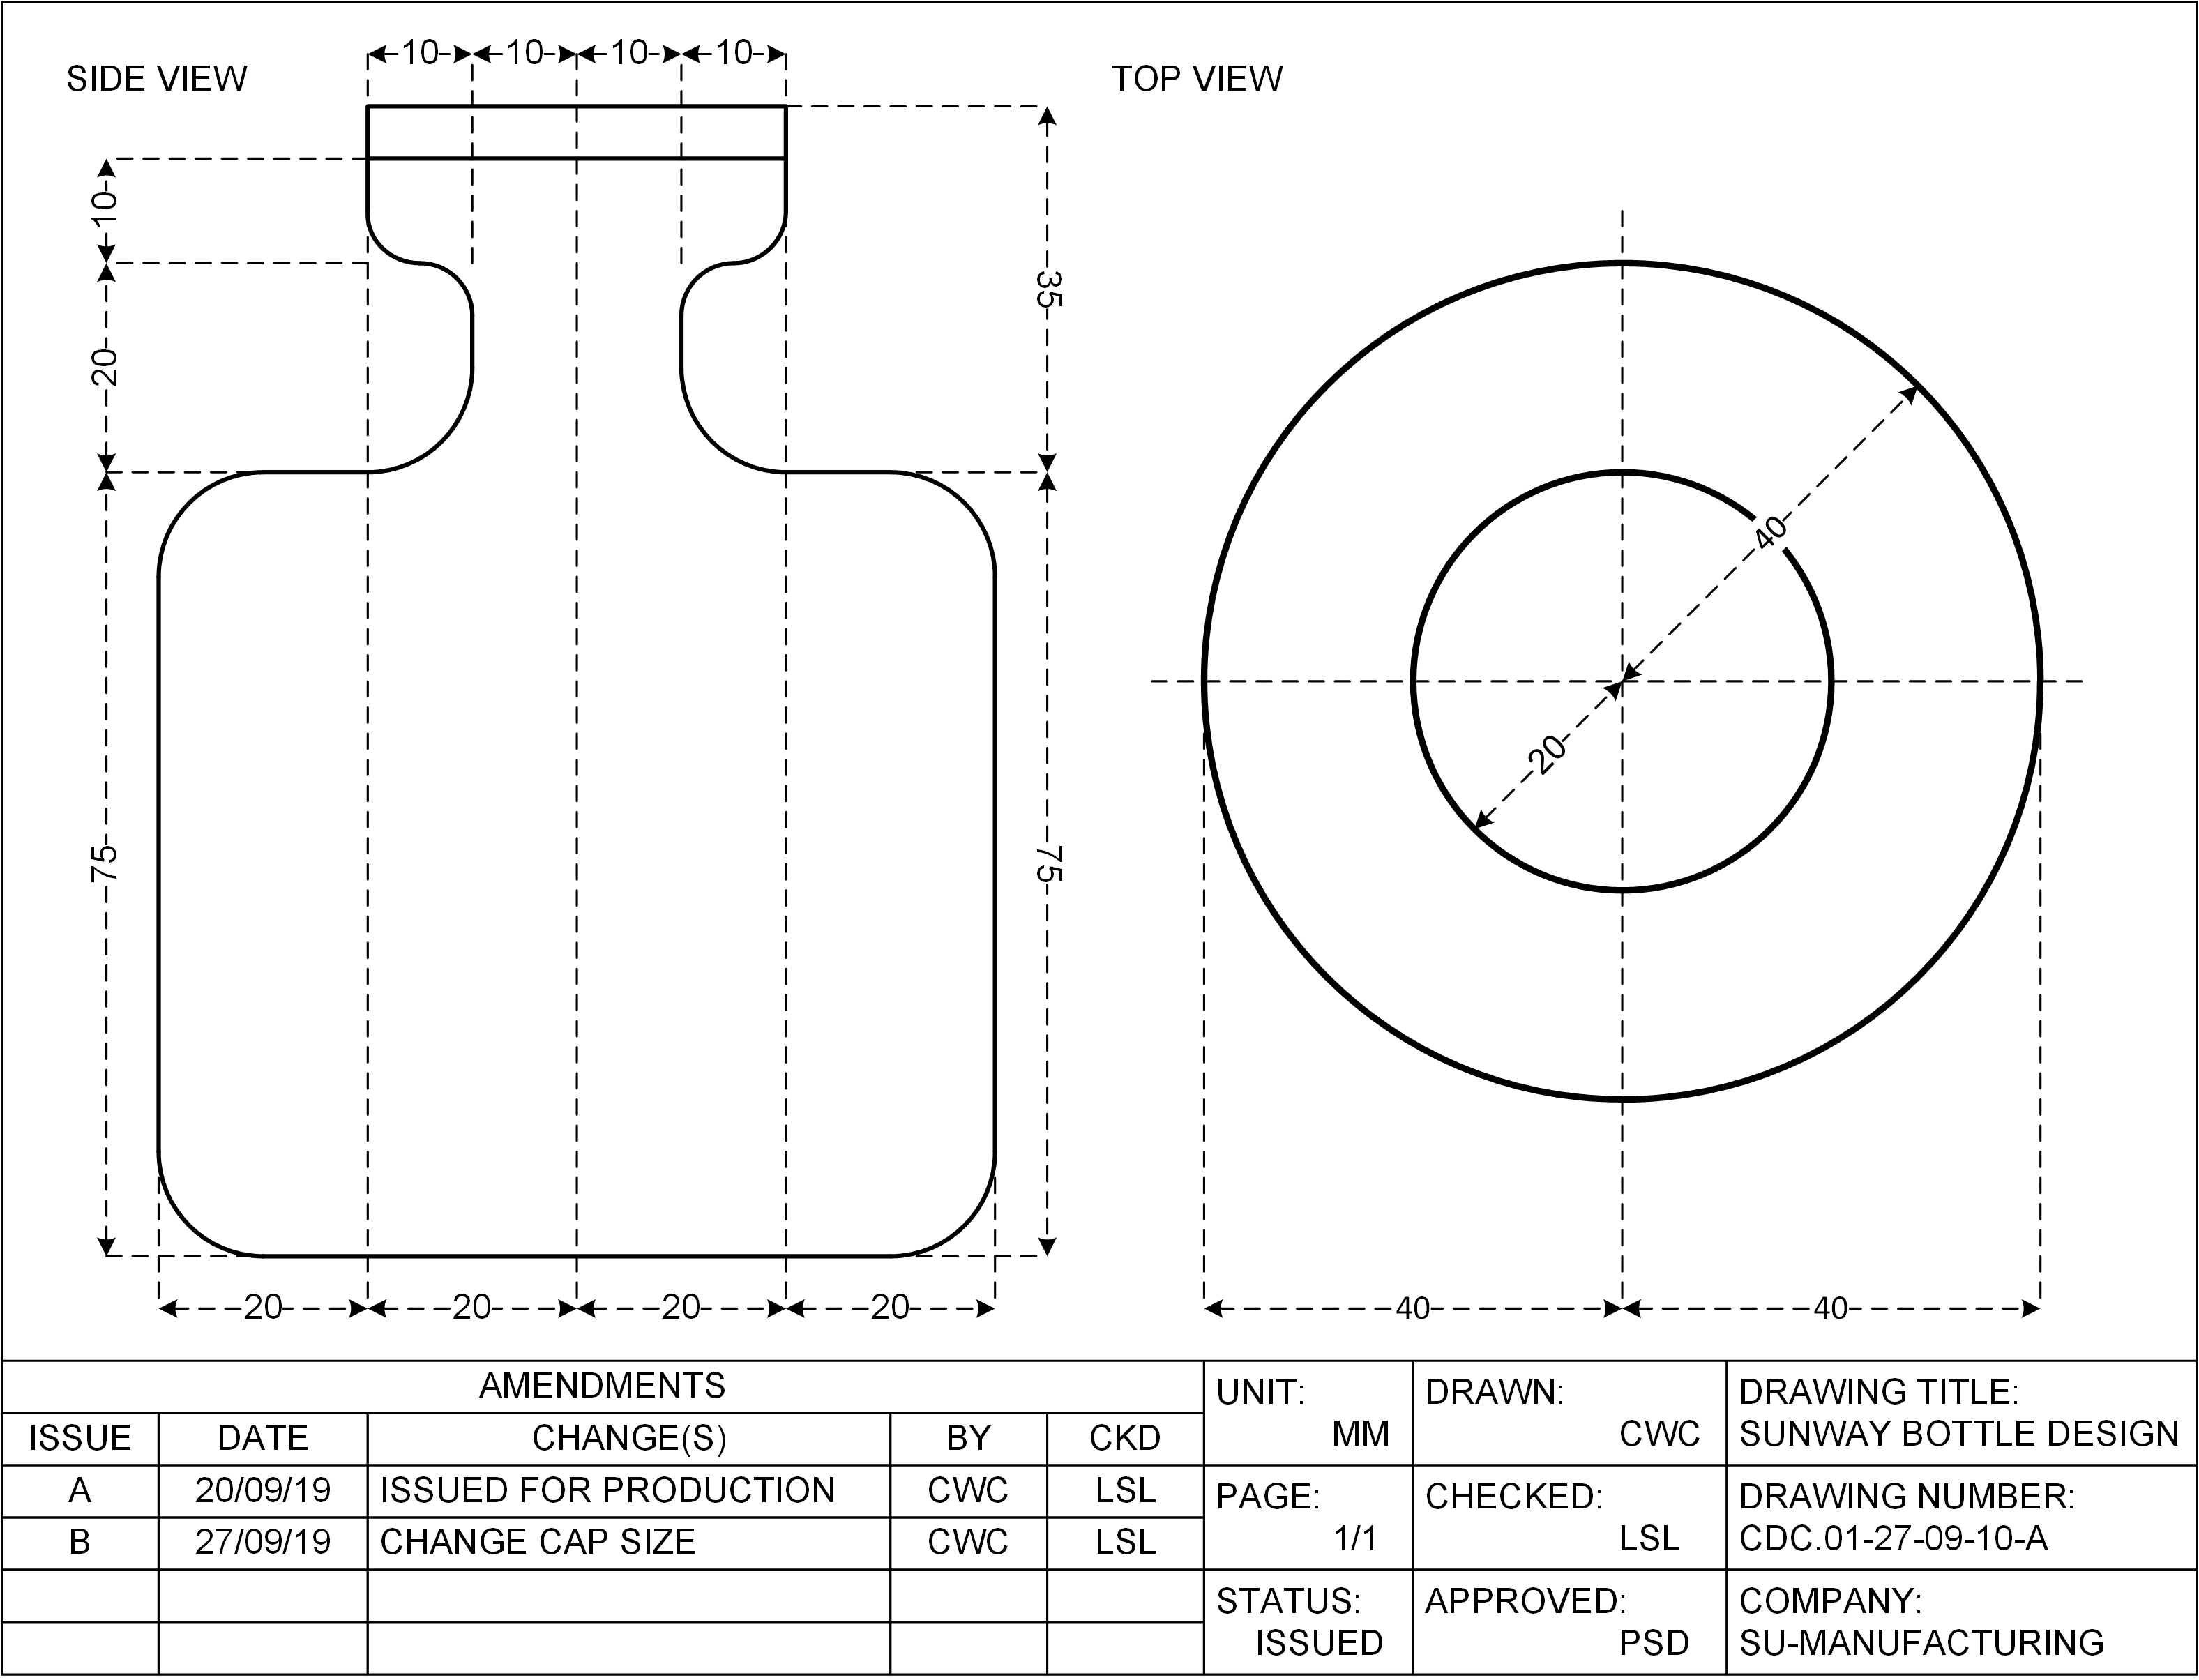 SIDE VIEW
10 10 10 10
TOP VIEW
10
20
75
35
75
40
20
20 20 20 20
40 40
AMENDMENTS
ISSUE DATE CHANGE(S) BY CKD
A 20/09/19 ISSUED FOR PRODUCTION CWC LSL
B 27/09/19 CHANGE CAP SIZE CWC LSL
UNIT:
MM
DRAWN:
CWC
DRAWING TITLE:
SUNWAY BOTTLE DESIGN
PAGE:
1/1
CHECKED:
LSL
DRAWING NUMBER:
CDC.01-27-09-10-A
STATUS:
ISSUED
APPROVED:
PSD
COMPANY:
SU-MANUFACTURING